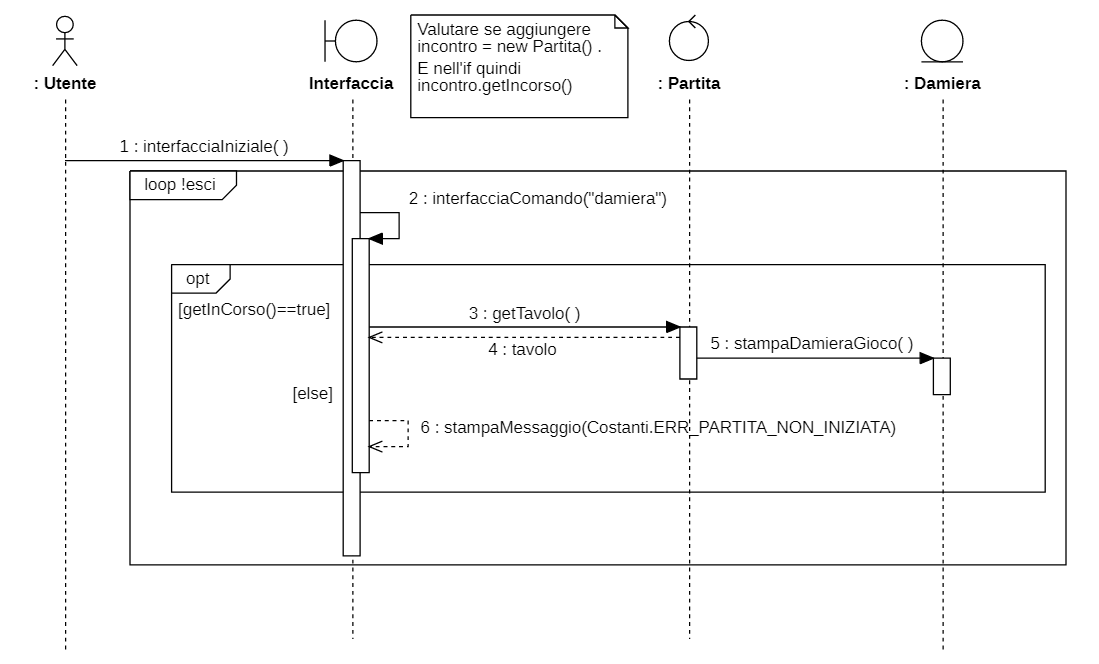 Valutare se aggiungere
incontro = new Partita() .
E nell'if quindi
incontro.getIncorso()
: Utente
Interfaccia
: Partita
: Damiera
1 : interfacciaIniziale( )
loop !esci
2 : interfacciaComando("damiera")
opt
[getInCorso()==true]
3 : getTavolo( )
4 : tavolo
5 : stampaDamieraGioco( )
[else]
6 : stampaMessaggio(Costanti.ERR_PARTITA_NON_INIZIATA)